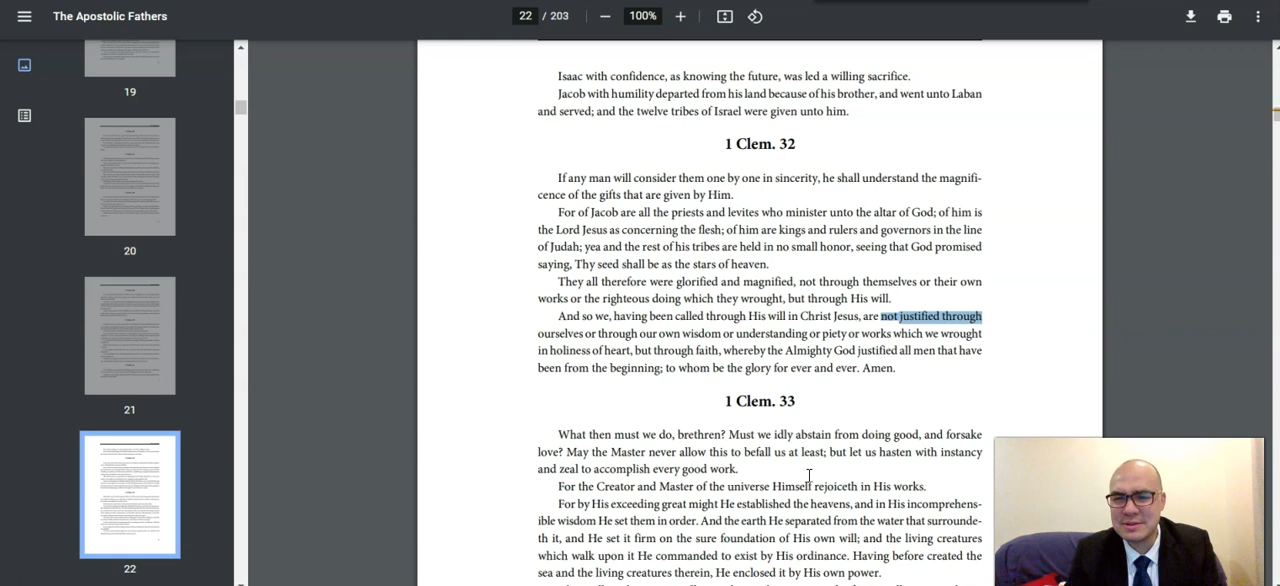 The Apostolic Fathers
22 / 203
100%
19
20
21
22
Isaac with confidence, as knowing the future, was led a willing sacrifice.
Jacob with humility departed from his land because of his brother, and went unto Laban
and served; and the twelve tribes of Israel were given unto him.
1 Clem. 32
If any man will consider them one by one in sincerity, he shall understand the magnifi-
cence of the gifts that are given by Him.
For of Jacob are all the priests and levites who minister unto the altar of God; of him is
the Lord Jesus as concerning the flesh; of him are kings and rulers and governors in the line
of Judah; yea and the rest of his tribes are held in no small honor, seeing that God promised
saying, Thy seed shall be as the stars of heaven.
They all therefore were glorified and magnified, not through themselves or their own
works or the righteous doing which they wrought, but through His will.
And so we, having been called through His will in Christ Jesus, are not justified through
ourselves or through our own wisdom or understanding or piety or works which we wrought
in holiness of heart, but through faith, whereby the Almighty God justified all men that have
been from the beginning; to whom be the glory for ever and ever. Amen.
1 Clem. 33
What then must we do, brethren? Must we idly abstain from doing good, and forsake
love? May the Master never allow this to befall us at least; but let us hasten with instancy
and zeal to accomplish every good work.
For the Creator and Master of the universe Himself rejoiceth in His works.
For by His exceeding great might He established the heavens, and in His incomprehens-
ible wisdom He set them in order. And the earth He separated from the water that surrounde-
th it, and He set it firm on the sure foundation of His own will; and the living creatures
which walk upon it He commanded to exist by His ordinance. Having before created the
sea and the living creatures therein, He enclosed it by His own power.